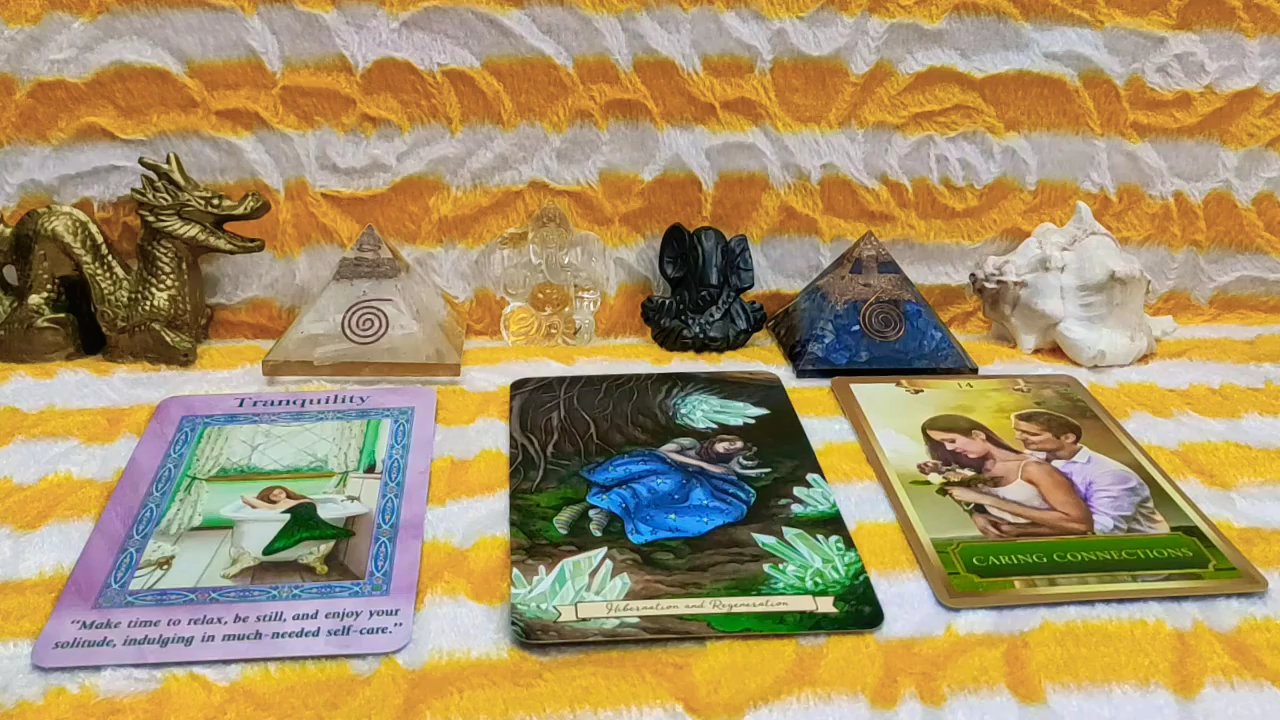 Tranquility
"Make time to relax, be still, and enjoy your
solitude, indulging in much-needed self-care."
Hibernation and Regeneration
14
CARING CONNECTIONS